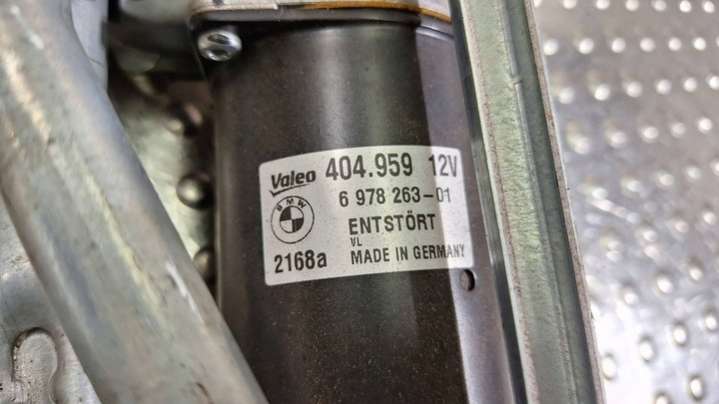 Valeo 404.959 12V
6 978 263-01
BMW
ENTSTÖRT
VL
2168a MADE IN GERMANY